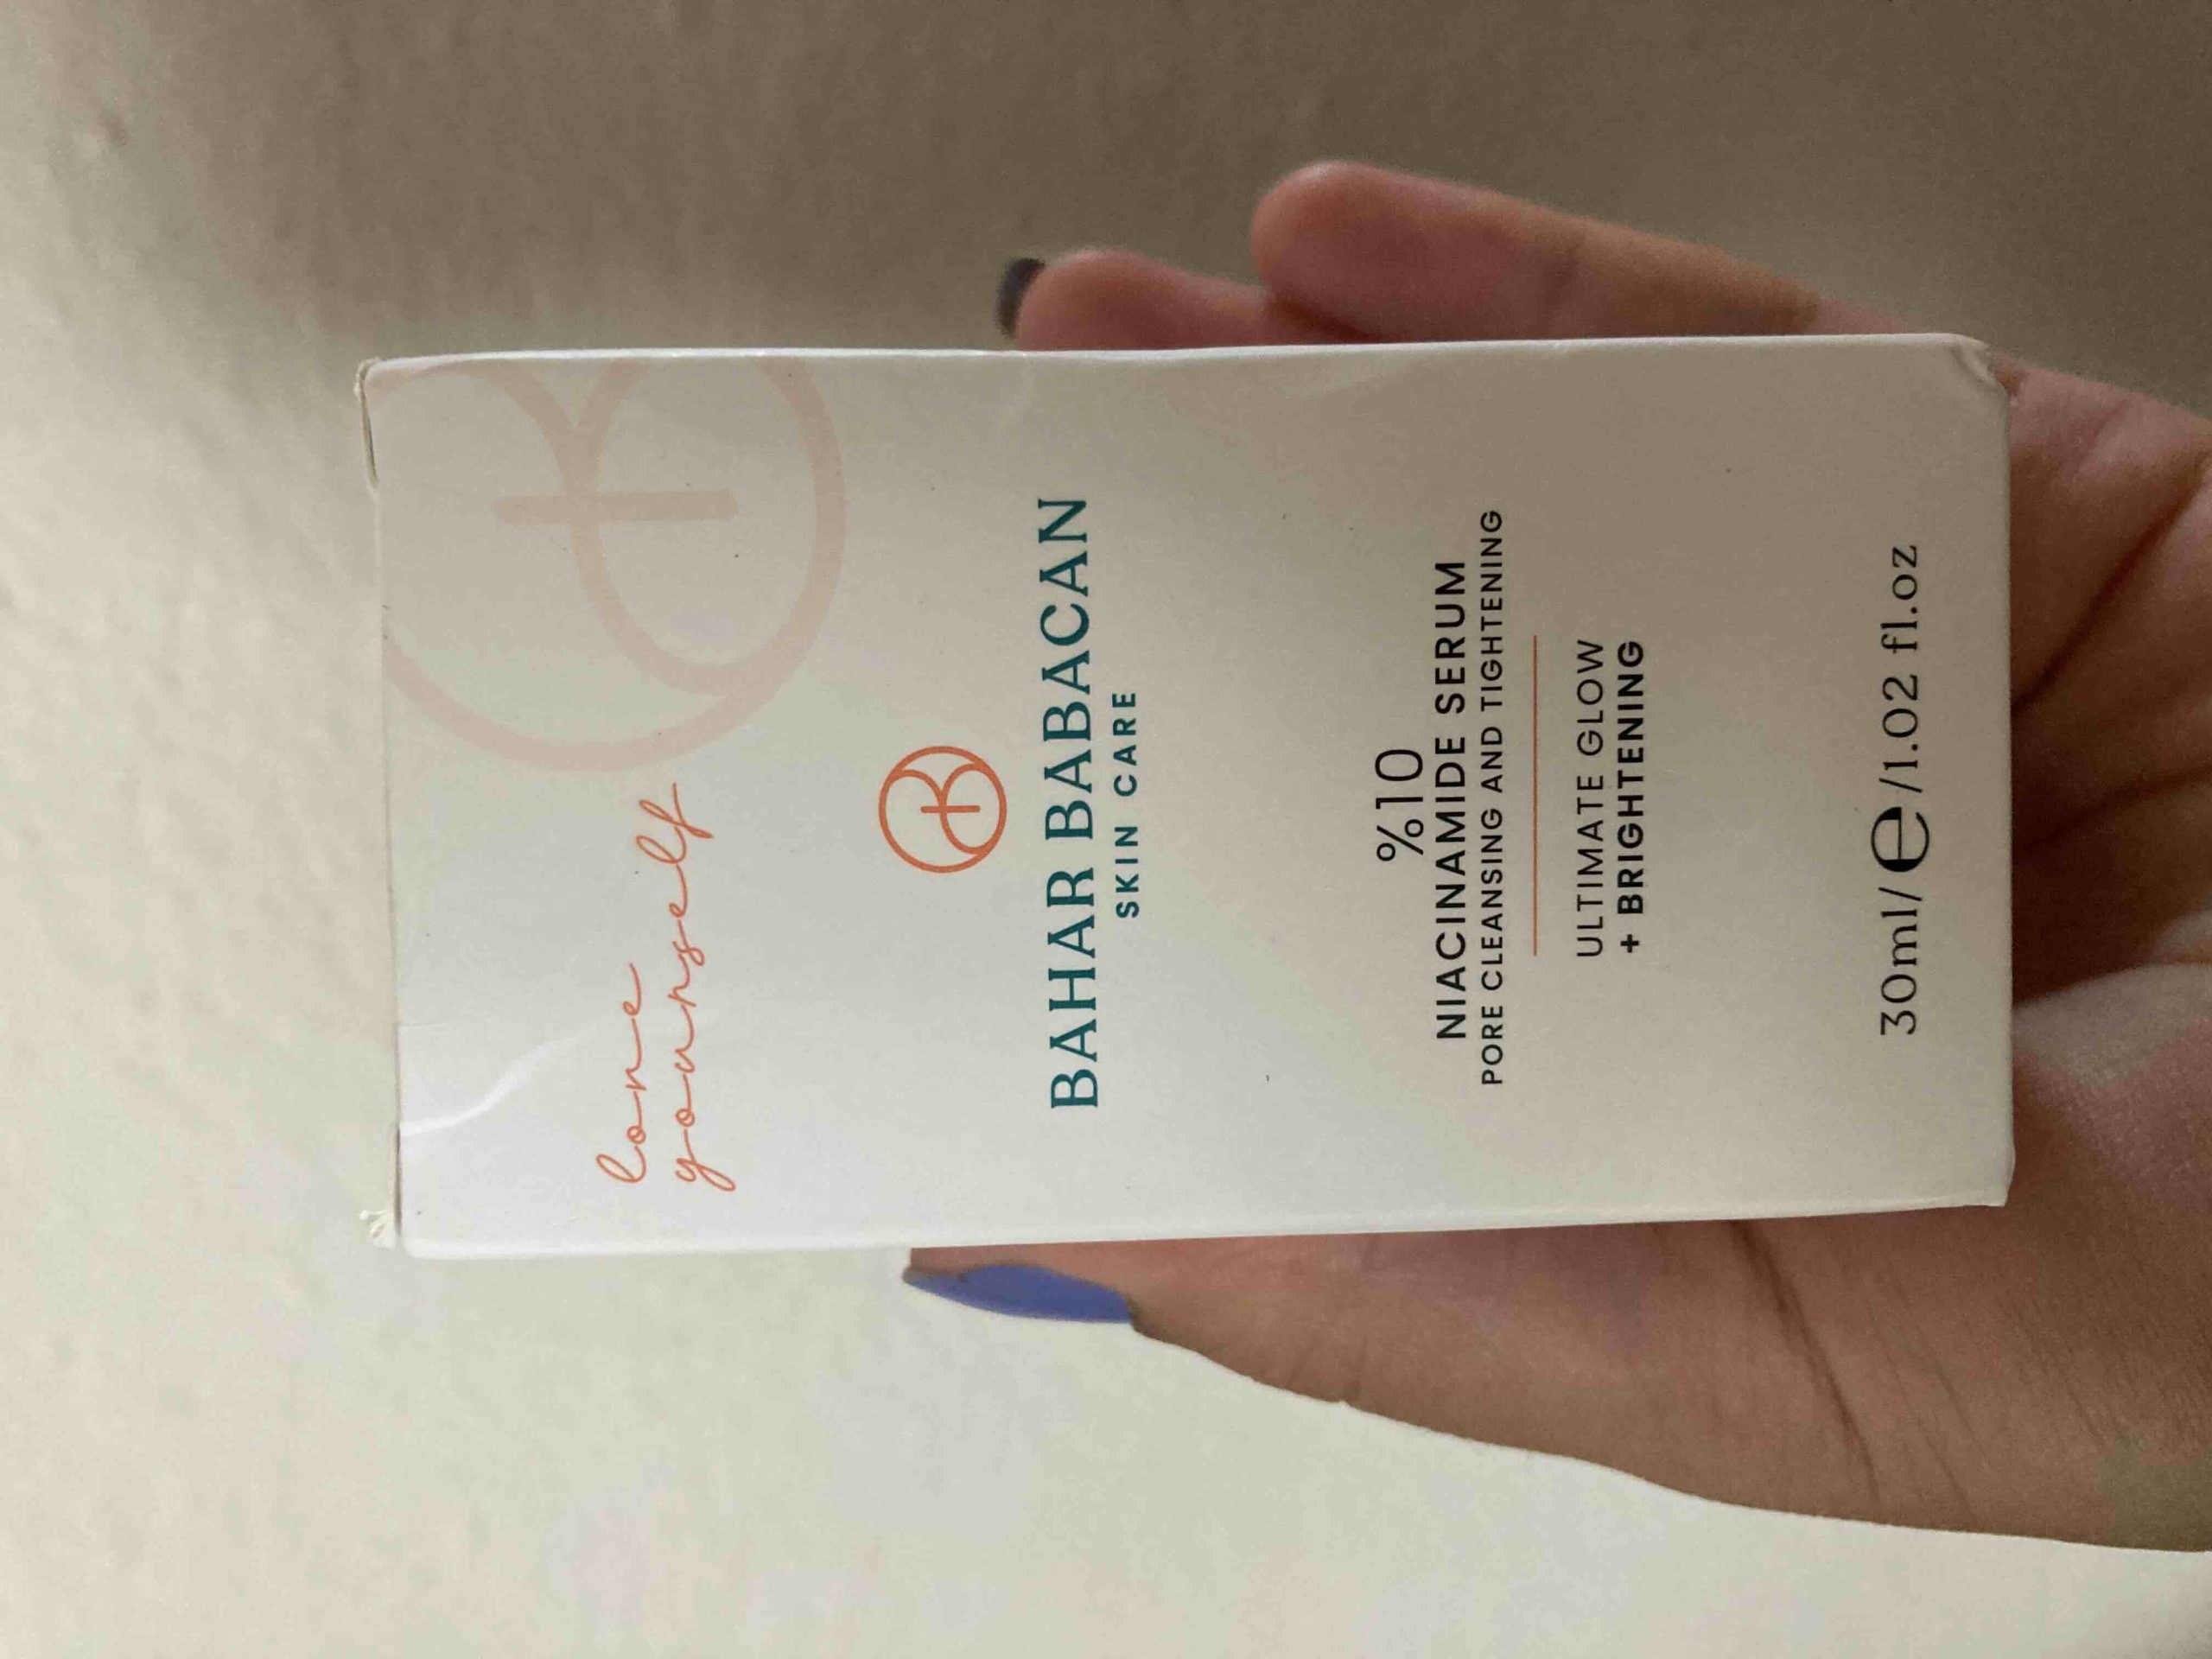 love
yourself
B
BAHAR BABACAN
SKIN CARE
%10
NIACINAMIDE SERUM
PORE CLEANSING AND TIGHTENING
ULTIMATE GLOW
+ BRIGHTENING
30ml/℮/1.02 fl.oz